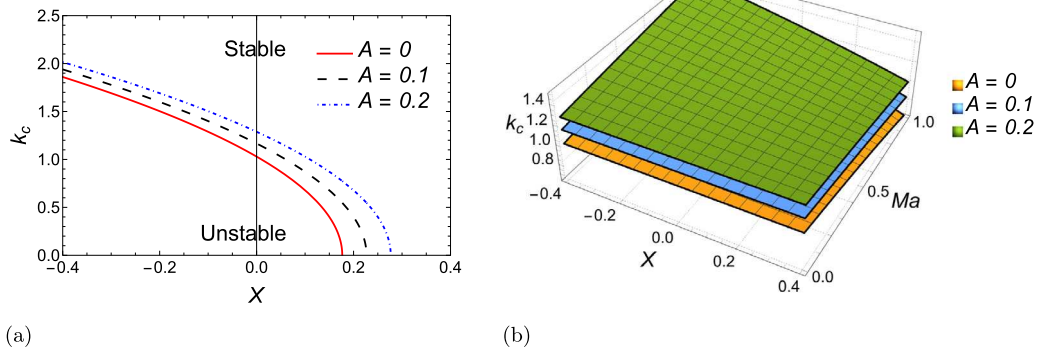 2.5
2.0
1.5
1.0
0.5
0.0
k_c
Stable
Unstable
A = 0
A = 0.1
A = 0.2
−0.4
−0.2
0.0
0.2
0.4
X
(a)
1.4
1.2
1.0
0.8
k_c
−0.4
−0.2
0.0
0.2
0.4
X
0.0
0.5
1.0
Ma
A = 0
A = 0.1
A = 0.2
(b)